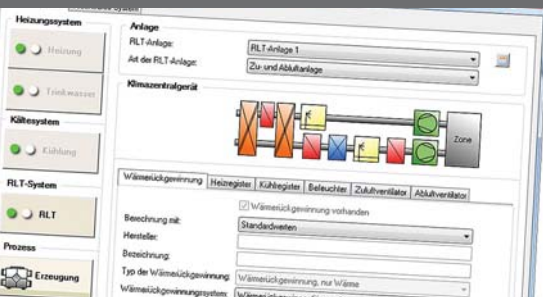 System
Heizungssystem
Heizung
Trinkwasser
Kältesystem
Kühlung
RLT-System
RLT
Prozess
Erzeugung
Anlage
RLT-Anlage:
RLT-Anlage 1
Art der RLT-Anlage:
Zu- und Abluftanlage
Klimazentralgerät
Zone
Wärmerückgewinnung Heizregister Kühlregister Befeuchter Zuluftventilator Abluftventilator
Wärmerückgewinnung vorhanden
Berechnung mit:
Standardwerten
Hersteller:
Bezeichnung:
Typ der Wärmerückgewinnung:
Wärmerückgewinnung, nur Wärme
Wärmerückgewinnungssystem: